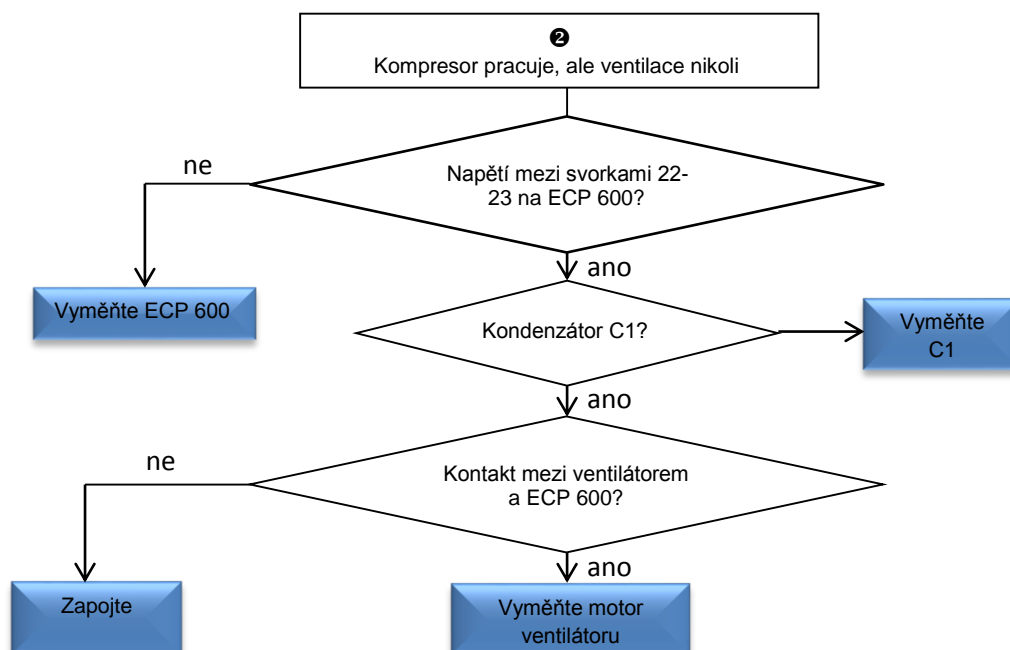 ❷
Kompresor pracuje, ale ventilace nikoli
ne
Napětí mezi svorkami 22-
23 na ECP 600?
ano
Vyměňte ECP 600
Kondenzátor C1?
Vyměňte
C1
ano
ne
Kontakt mezi ventilátorem
a ECP 600?
ano
Zapojte
Vyměňte motor
ventilátoru